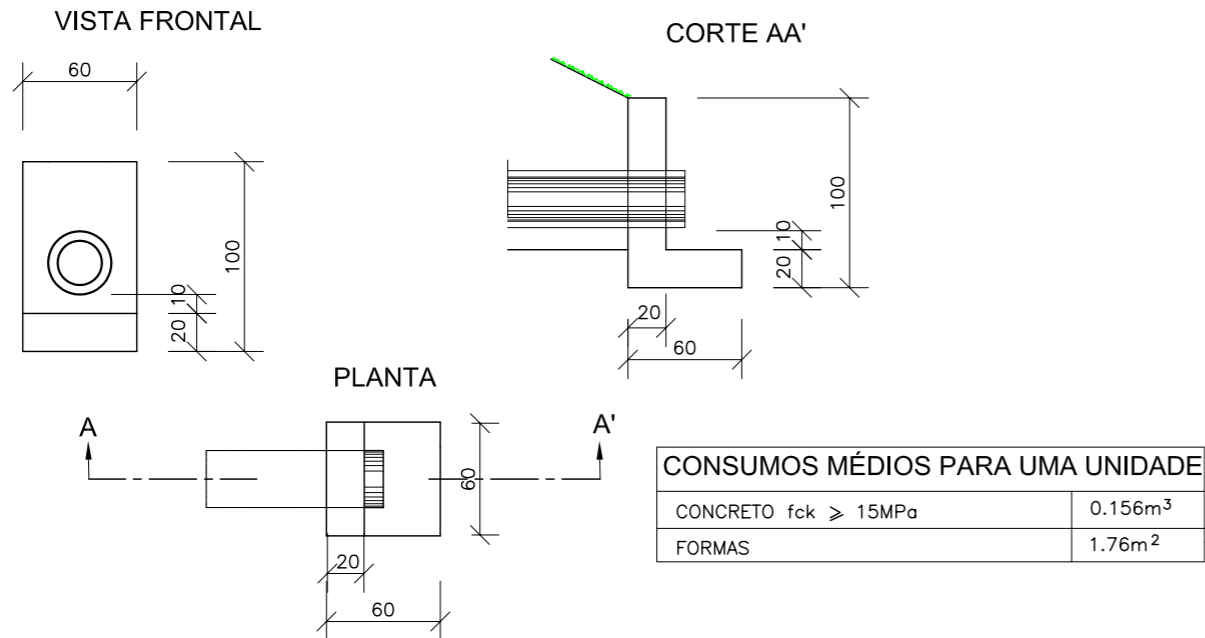 VISTA FRONTAL
60
100
10
20
CORTE AA'
100
10
20
20
60
PLANTA
A
A'
60
20
60
CONSUMOS MÉDIOS PARA UMA UNIDADE
CONCRETO fck ⩾ 15MPa 0.156m³
FORMAS 1.76m²